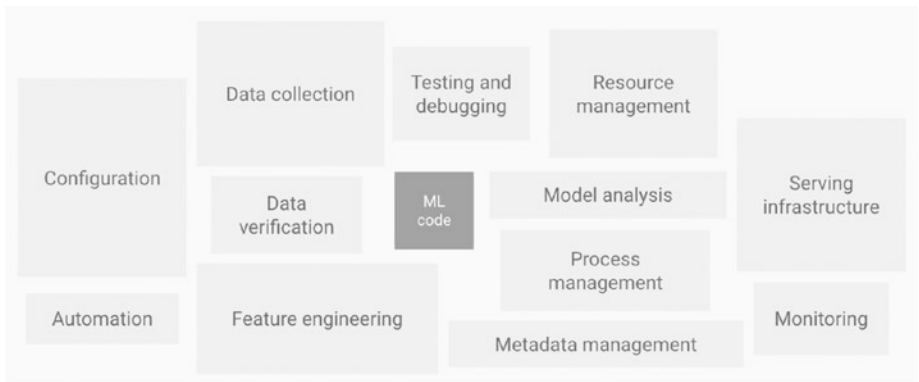 Data collection
Testing and
debugging
Resource
management
Configuration
Data
verification
ML
code
Model analysis
Serving
infrastructure
Process
management
Automation
Feature engineering
Monitoring
Metadata management